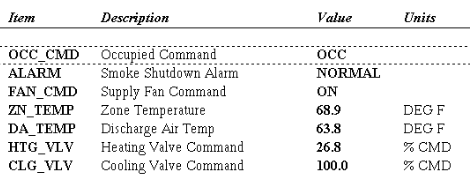 Item Description Value Units
OCC_CMD Occupied Command OCC
ALARM Smoke Shutdown Alarm NORMAL
FAN_CMD Supply Fan Command ON
ZN_TEMP Zone Temperature 68.9 DEG F
DA_TEMP Discharge Air Temp 63.8 DEG F
HTG_VLV Heating Valve Command 26.8 % CMD
CLG_VLV Cooling Valve Command 100.0 % CMD